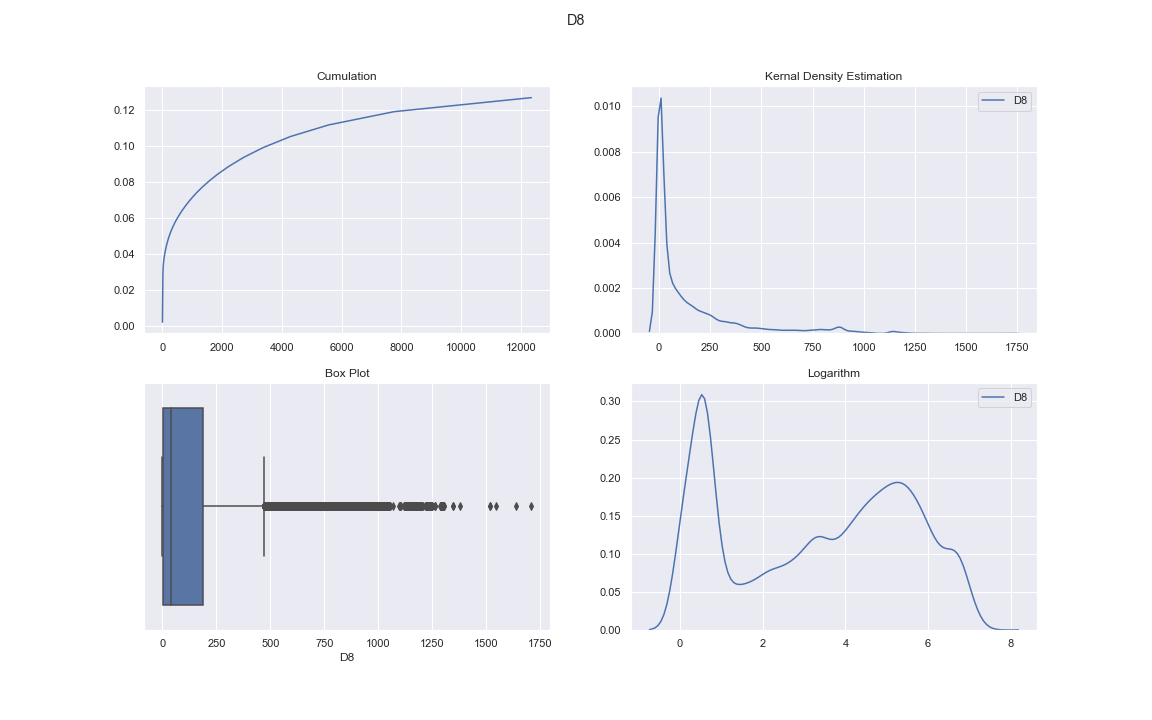 D8
Cumulation
0.12
0.10
0.08
0.06
0.04
0.02
0.00
0 2000 4000 6000 8000 10000 12000
Kernal Density Estimation
D8
0.010
0.008
0.006
0.004
0.002
0.000
0 250 500 750 1000 1250 1500 1750
Box Plot
0 250 500 750 1000 1250 1500 1750
D8
Logarithm
D8
0.30
0.25
0.20
0.15
0.10
0.05
0.00
0 2 4 6 8